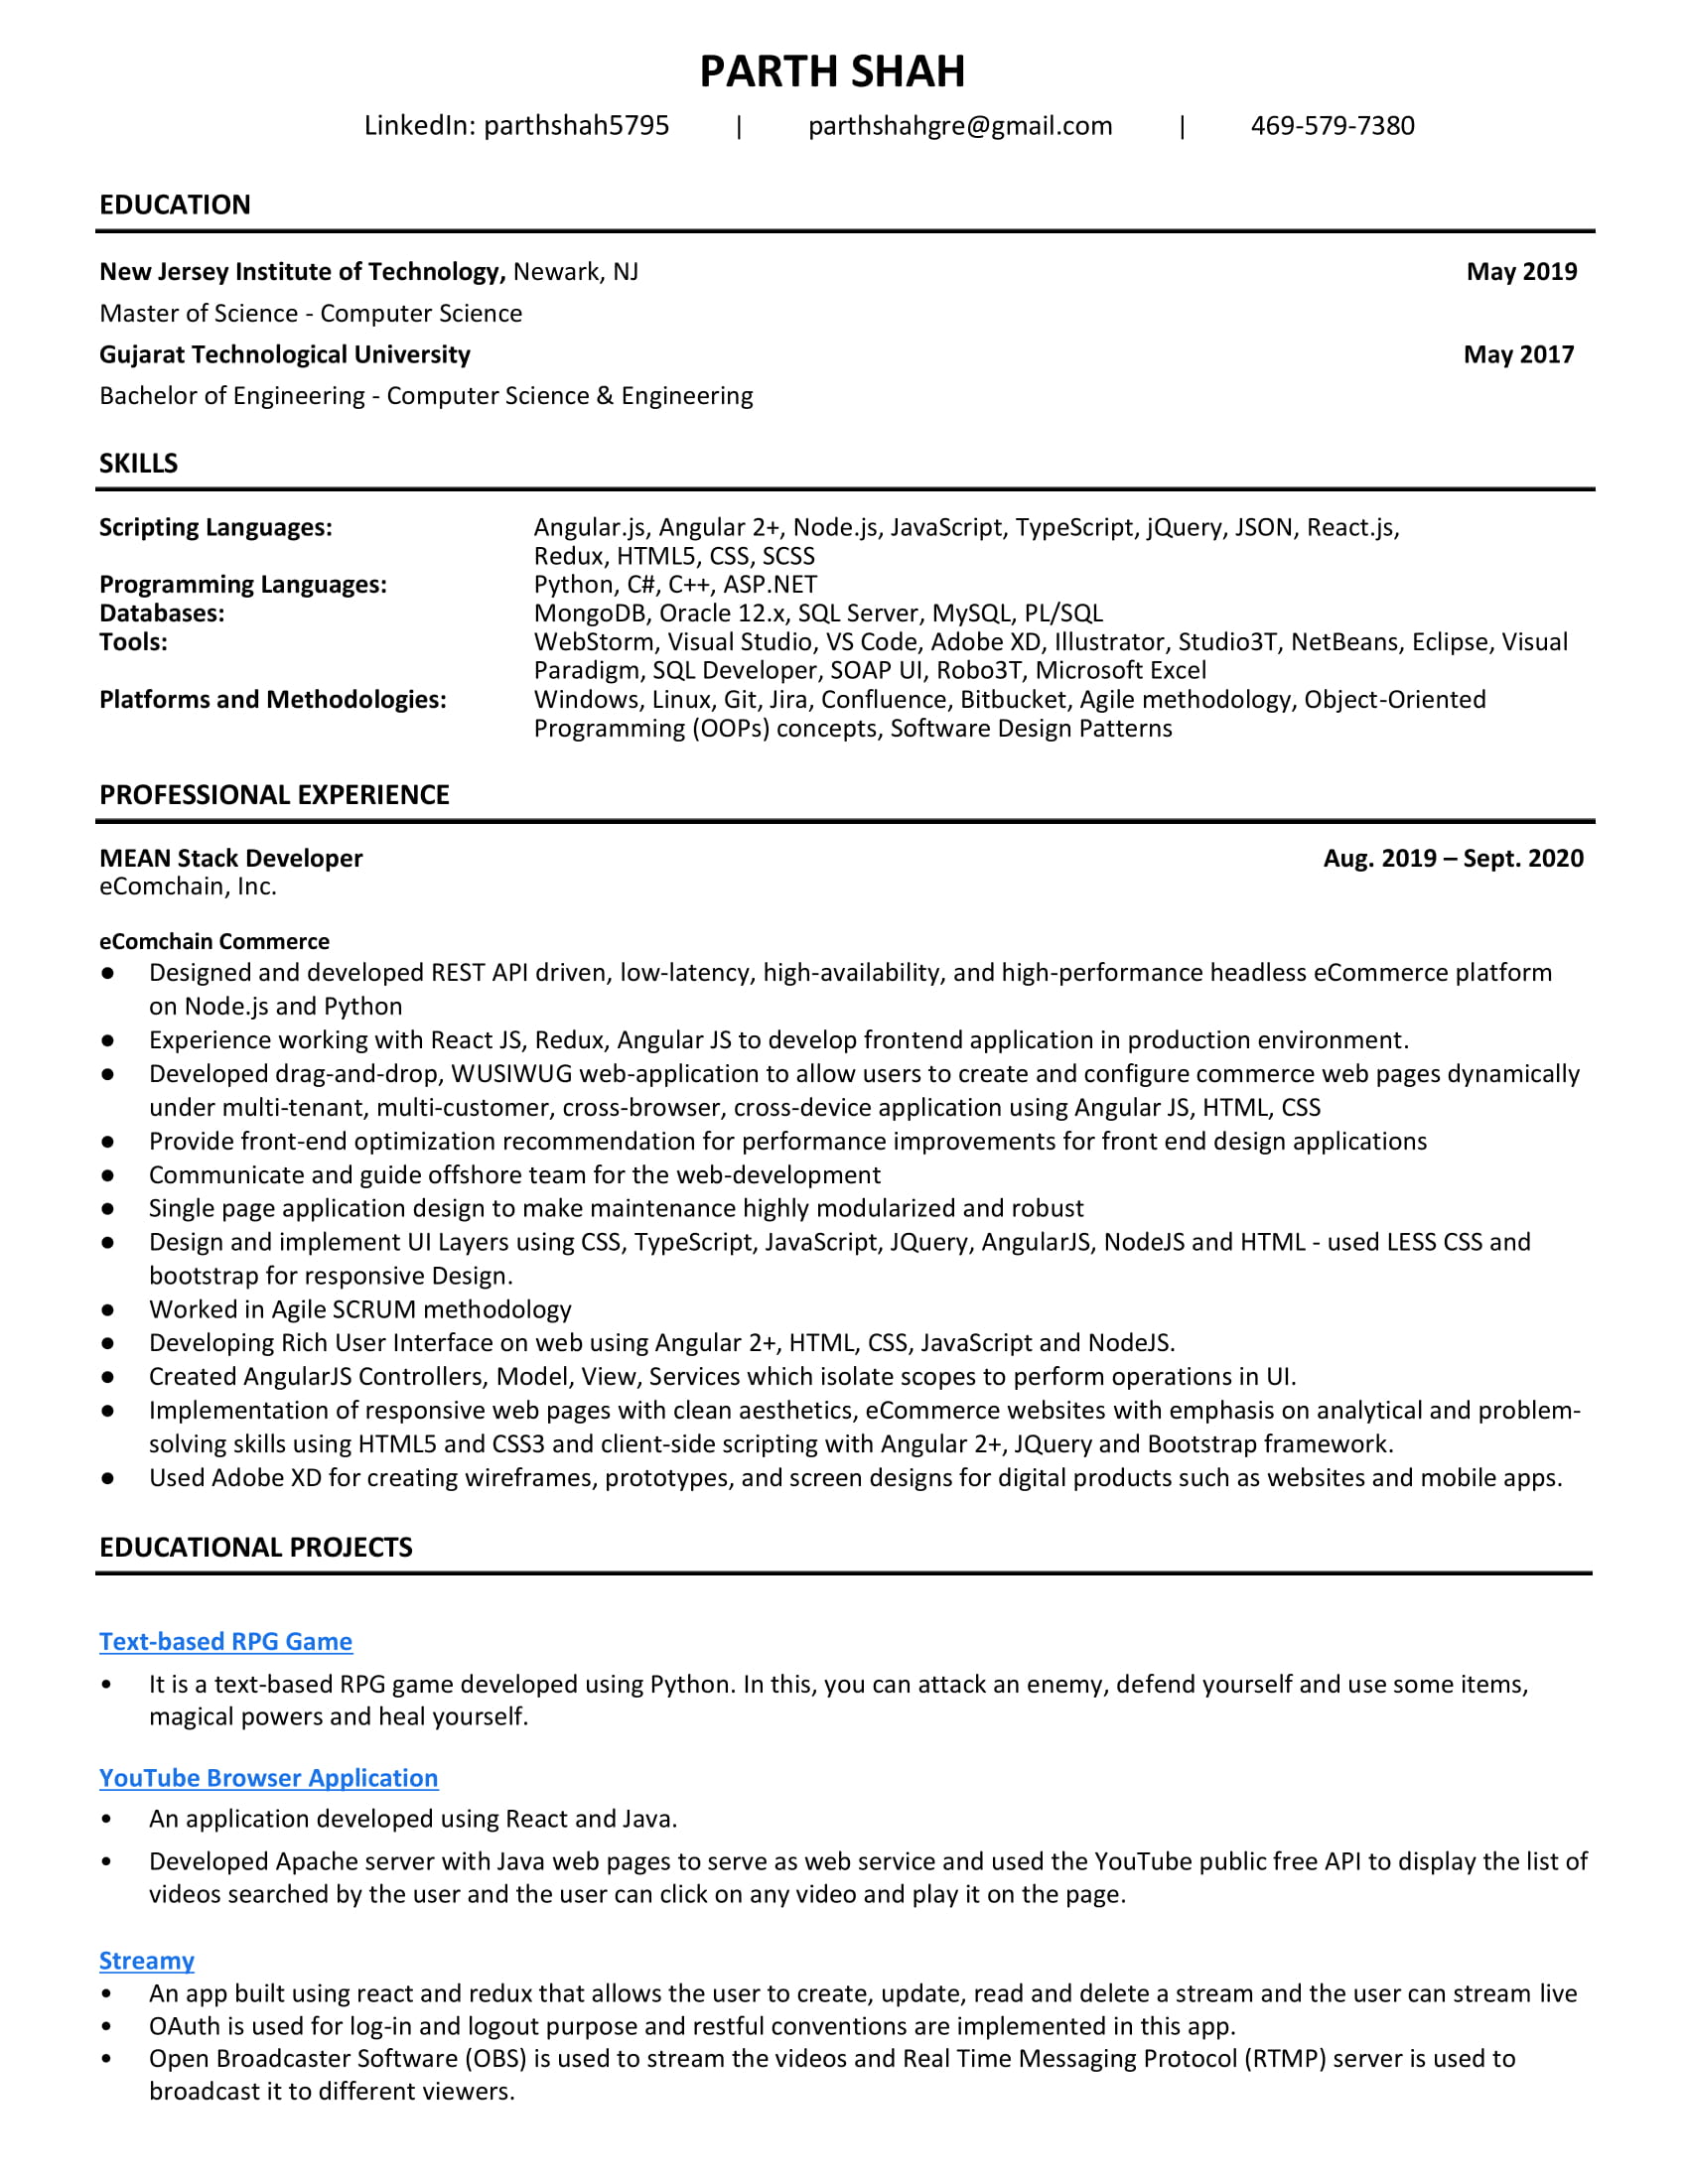 PARTH SHAH
LinkedIn: parthshah5795 | parthshahgre@gmail.com | 469-579-7380
EDUCATION
New Jersey Institute of Technology, Newark, NJ May 2019
Master of Science - Computer Science
Gujarat Technological University May 2017
Bachelor of Engineering - Computer Science & Engineering
SKILLS
Scripting Languages: Angular.js, Angular 2+, Node.js, JavaScript, TypeScript, jQuery, JSON, React.js,
Redux, HTML5, CSS, SCSS
Programming Languages: Python, C#, C++, ASP.NET
Databases: MongoDB, Oracle 12.x, SQL Server, MySQL, PL/SQL
Tools: WebStorm, Visual Studio, VS Code, Adobe XD, Illustrator, Studio3T, NetBeans, Eclipse, Visual
Paradigm, SQL Developer, SOAP UI, Robo3T, Microsoft Excel
Platforms and Methodologies: Windows, Linux, Git, Jira, Confluence, Bitbucket, Agile methodology, Object-Oriented
Programming (OOPs) concepts, Software Design Patterns
PROFESSIONAL EXPERIENCE
MEAN Stack Developer Aug. 2019 – Sept. 2020
eComchain, Inc.
eComchain Commerce
● Designed and developed REST API driven, low-latency, high-availability, and high-performance headless eCommerce platform
on Node.js and Python
● Experience working with React JS, Redux, Angular JS to develop frontend application in production environment.
● Developed drag-and-drop, WUSIWUG web-application to allow users to create and configure commerce web pages dynamically
under multi-tenant, multi-customer, cross-browser, cross-device application using Angular JS, HTML, CSS
● Provide front-end optimization recommendation for performance improvements for front end design applications
● Communicate and guide offshore team for the web-development
● Single page application design to make maintenance highly modularized and robust
● Design and implement UI Layers using CSS, TypeScript, JavaScript, JQuery, AngularJS, NodeJS and HTML - used LESS CSS and
bootstrap for responsive Design.
● Worked in Agile SCRUM methodology
● Developing Rich User Interface on web using Angular 2+, HTML, CSS, JavaScript and NodeJS.
● Created AngularJS Controllers, Model, View, Services which isolate scopes to perform operations in UI.
● Implementation of responsive web pages with clean aesthetics, eCommerce websites with emphasis on analytical and problem-
solving skills using HTML5 and CSS3 and client-side scripting with Angular 2+, JQuery and Bootstrap framework.
● Used Adobe XD for creating wireframes, prototypes, and screen designs for digital products such as websites and mobile apps.
EDUCATIONAL PROJECTS
Text-based RPG Game
• It is a text-based RPG game developed using Python. In this, you can attack an enemy, defend yourself and use some items,
magical powers and heal yourself.
YouTube Browser Application
• An application developed using React and Java.
• Developed Apache server with Java web pages to serve as web service and used the YouTube public free API to display the list of
videos searched by the user and the user can click on any video and play it on the page.
Streamy
• An app built using react and redux that allows the user to create, update, read and delete a stream and the user can stream live
• OAuth is used for log-in and logout purpose and restful conventions are implemented in this app.
• Open Broadcaster Software (OBS) is used to stream the videos and Real Time Messaging Protocol (RTMP) server is used to
broadcast it to different viewers.